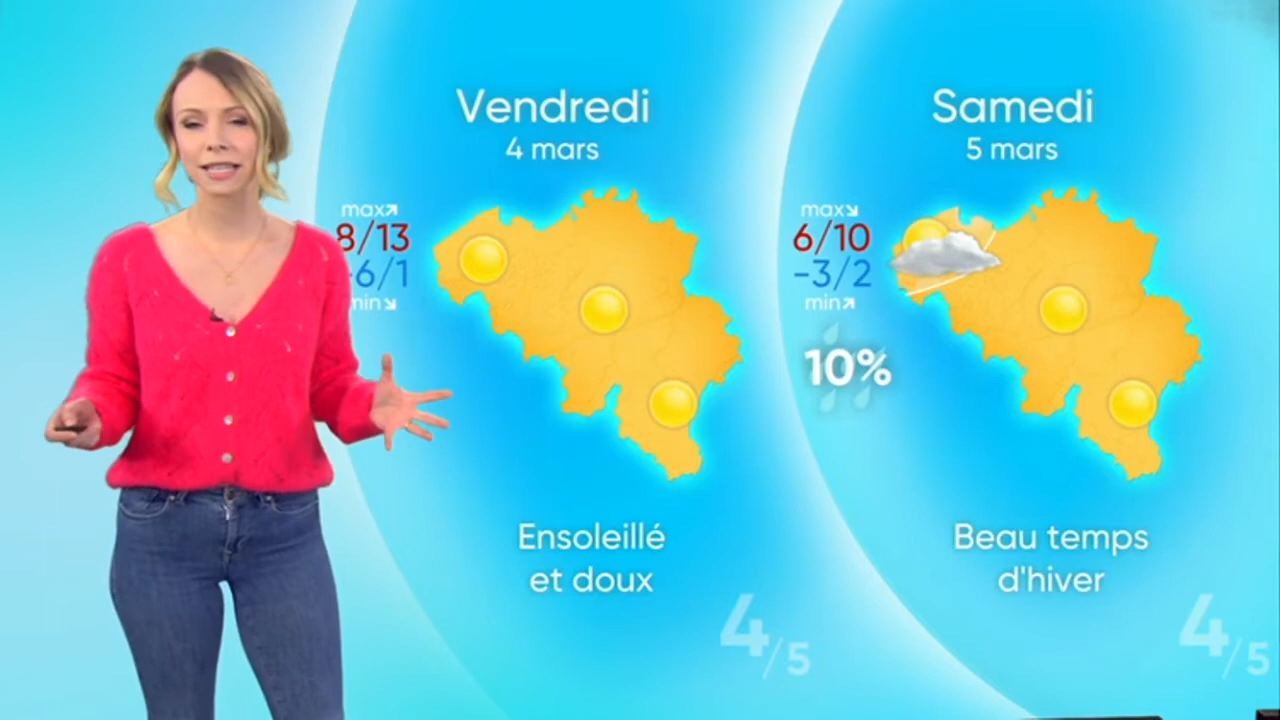 Vendredi
4 mars
max↗
8/13
-6/1
min↘
Ensoleillé
et doux
4/5
Samedi
5 mars
max↘
6/10
-3/2
min↗
10%
Beau temps
d'hiver
4/5